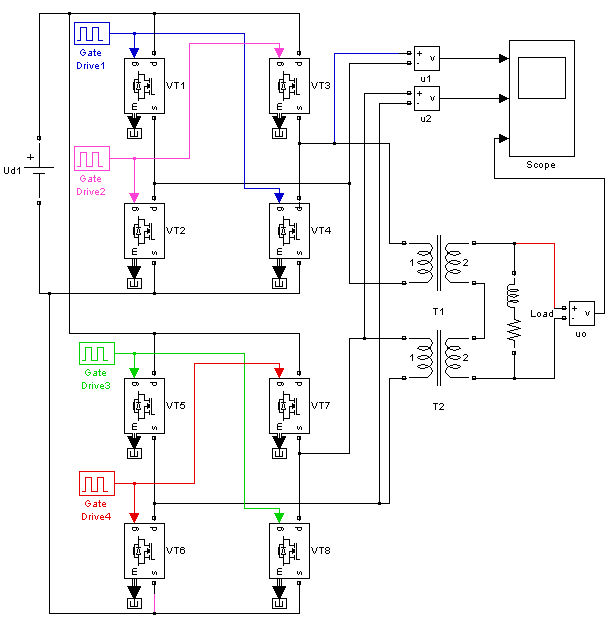 Gate
Drive1
g
d
VT1
m
s
g
d
VT3
m
s
+
-
v
u1
+
-
v
u2
Scope
+
Ud1
Gate
Drive2
g
d
VT2
m
s
g
d
VT4
m
s
1
2
T1
Load
+
-
v
uo
1
2
T2
Gate
Drive3
g
d
VT5
m
s
g
d
VT7
m
s
Gate
Drive4
g
d
VT6
m
s
g
d
VT8
m
s